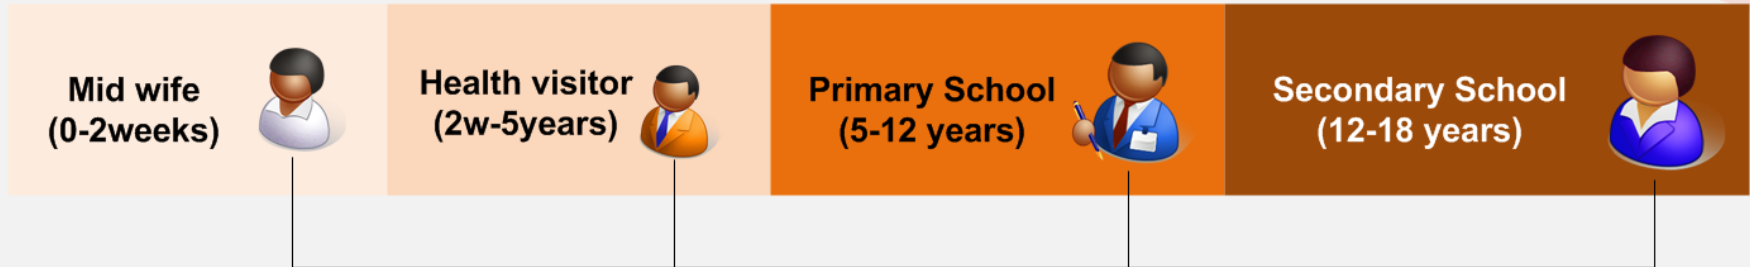 Mid wife
(0-2weeks)
Health visitor
(2w-5years)
Primary School
(5-12 years)
Secondary School
(12-18 years)